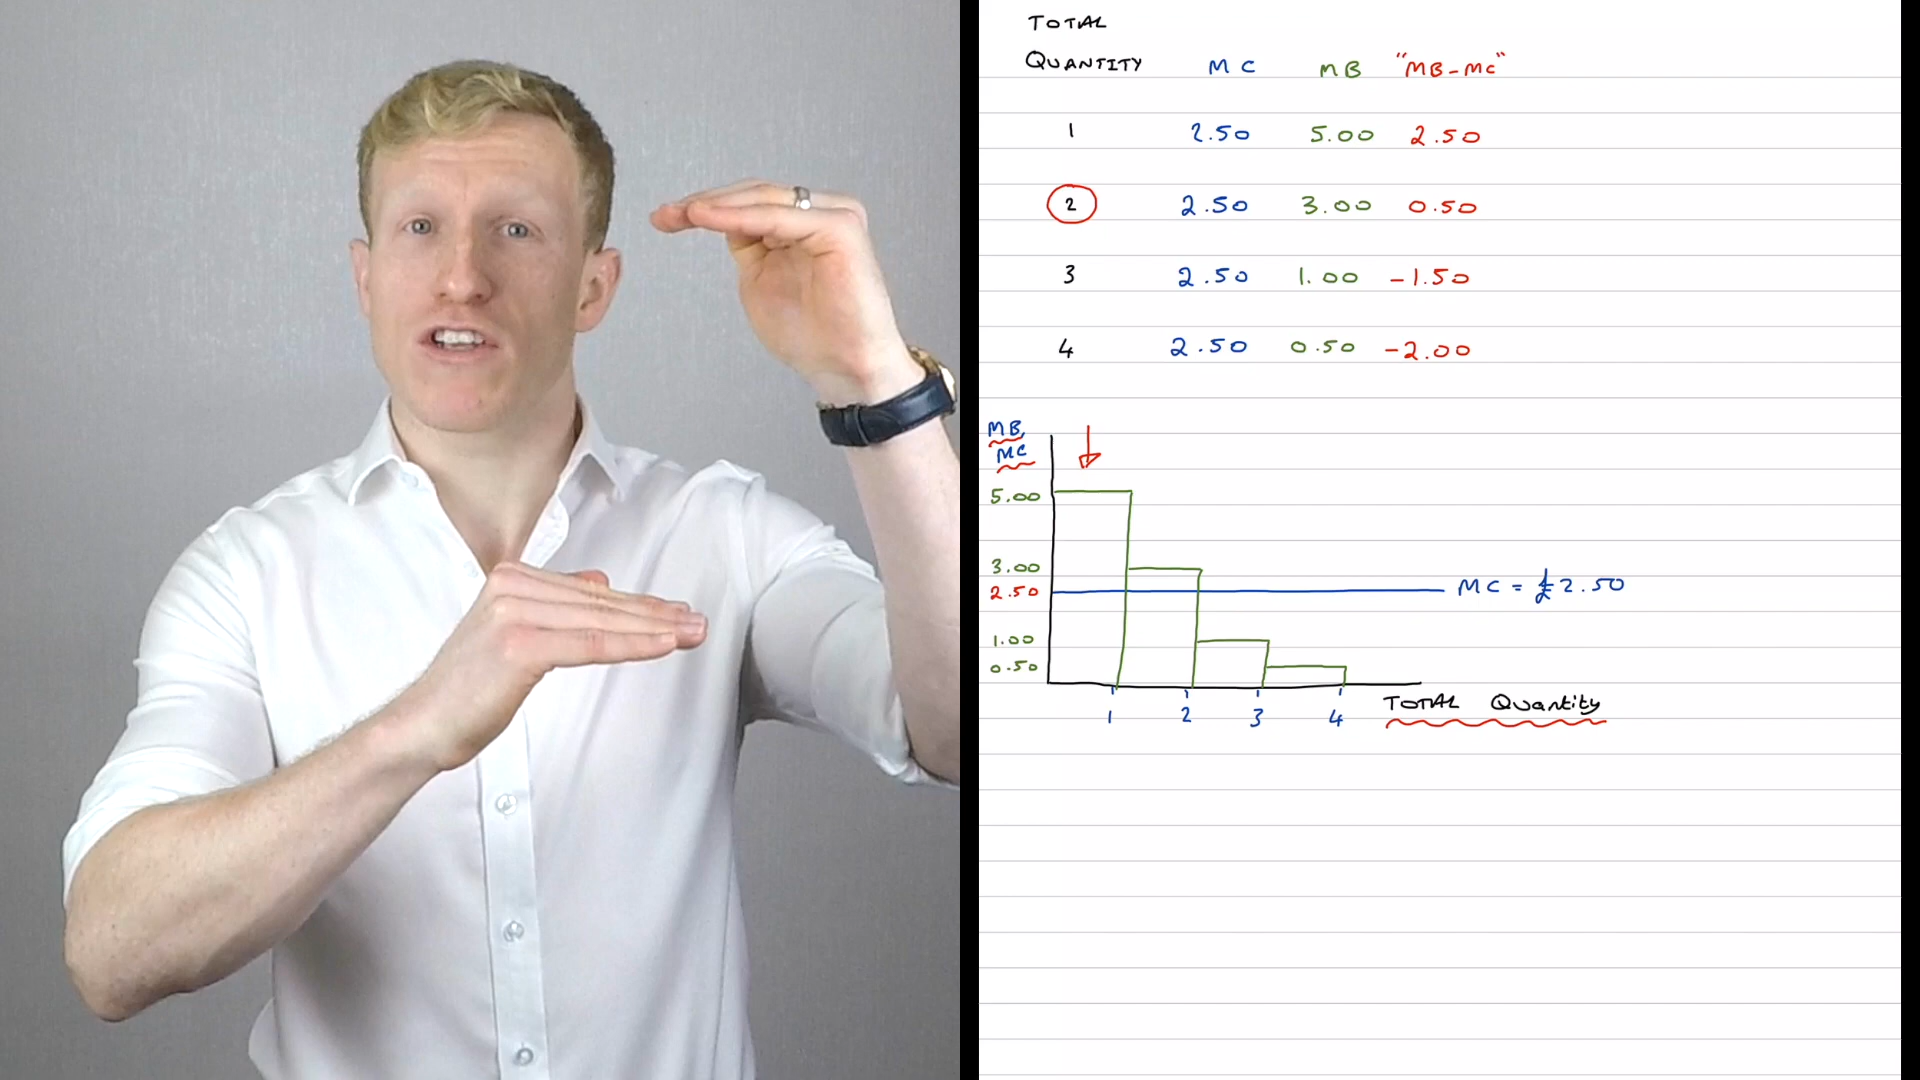 TOTAL
QUANTITY MC MB "MB-MC"
1 2.50 5.00 2.50
2 2.50 3.00 0.50
3 2.50 1.00 -1.50
4 2.50 0.50 -2.00
MB,
MC
5.00
3.00
2.50 MC = £2.50
1.00
0.50
TOTAL Quantity
1 2 3 4